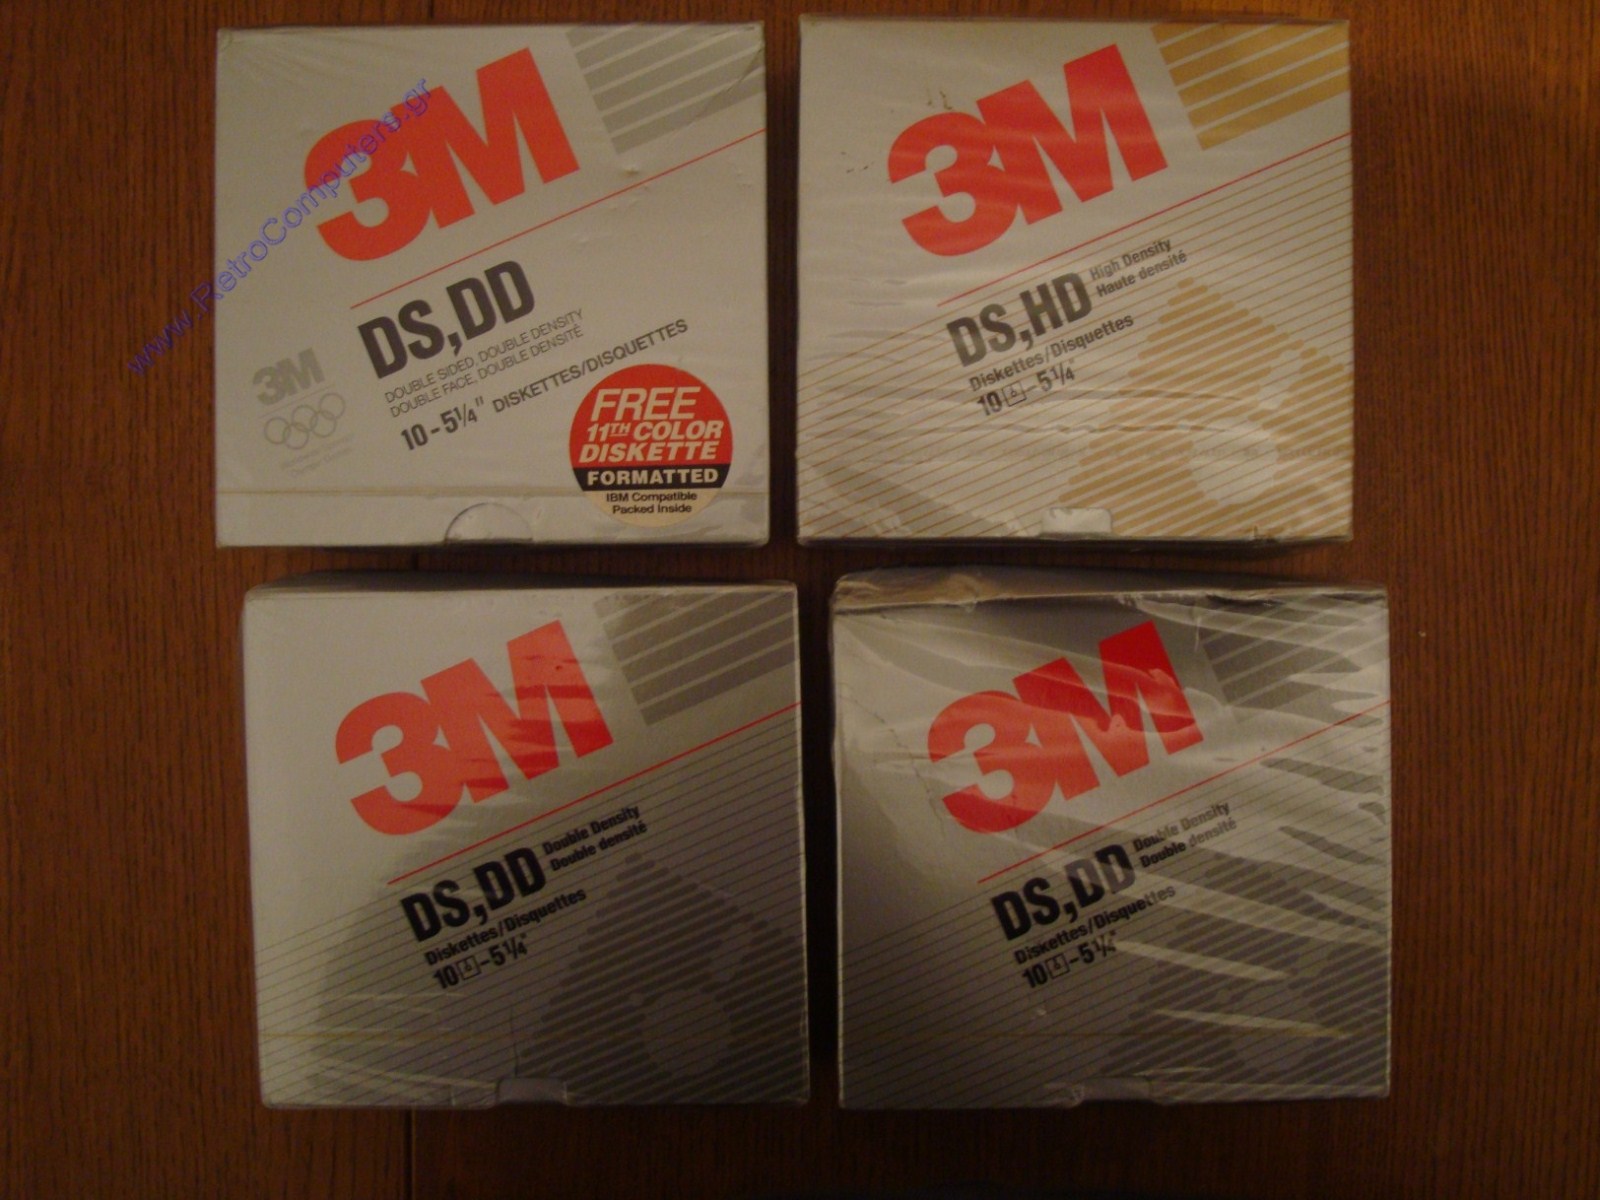 www.RetroComputers.gr
3M
DS,DD
DOUBLE SIDED, DOUBLE DENSITY
DOUBLE FACE, DOUBLE DENSITÉ
10-5¼" DISKETTES/DISQUETTES
3M
FREE
11TH COLOR
DISKETTE
FORMATTED
IBM Compatible
Packed Inside
3M
DS,HD
High Density
Haute densité
Diskettes/Disquettes
10 -5¼"
3M
DS,DD
Double Density
Double densité
Diskettes/Disquettes
10 -5¼"
3M
DS,DD
Double Density
Double densité
Diskettes/Disquettes
10 -5¼"